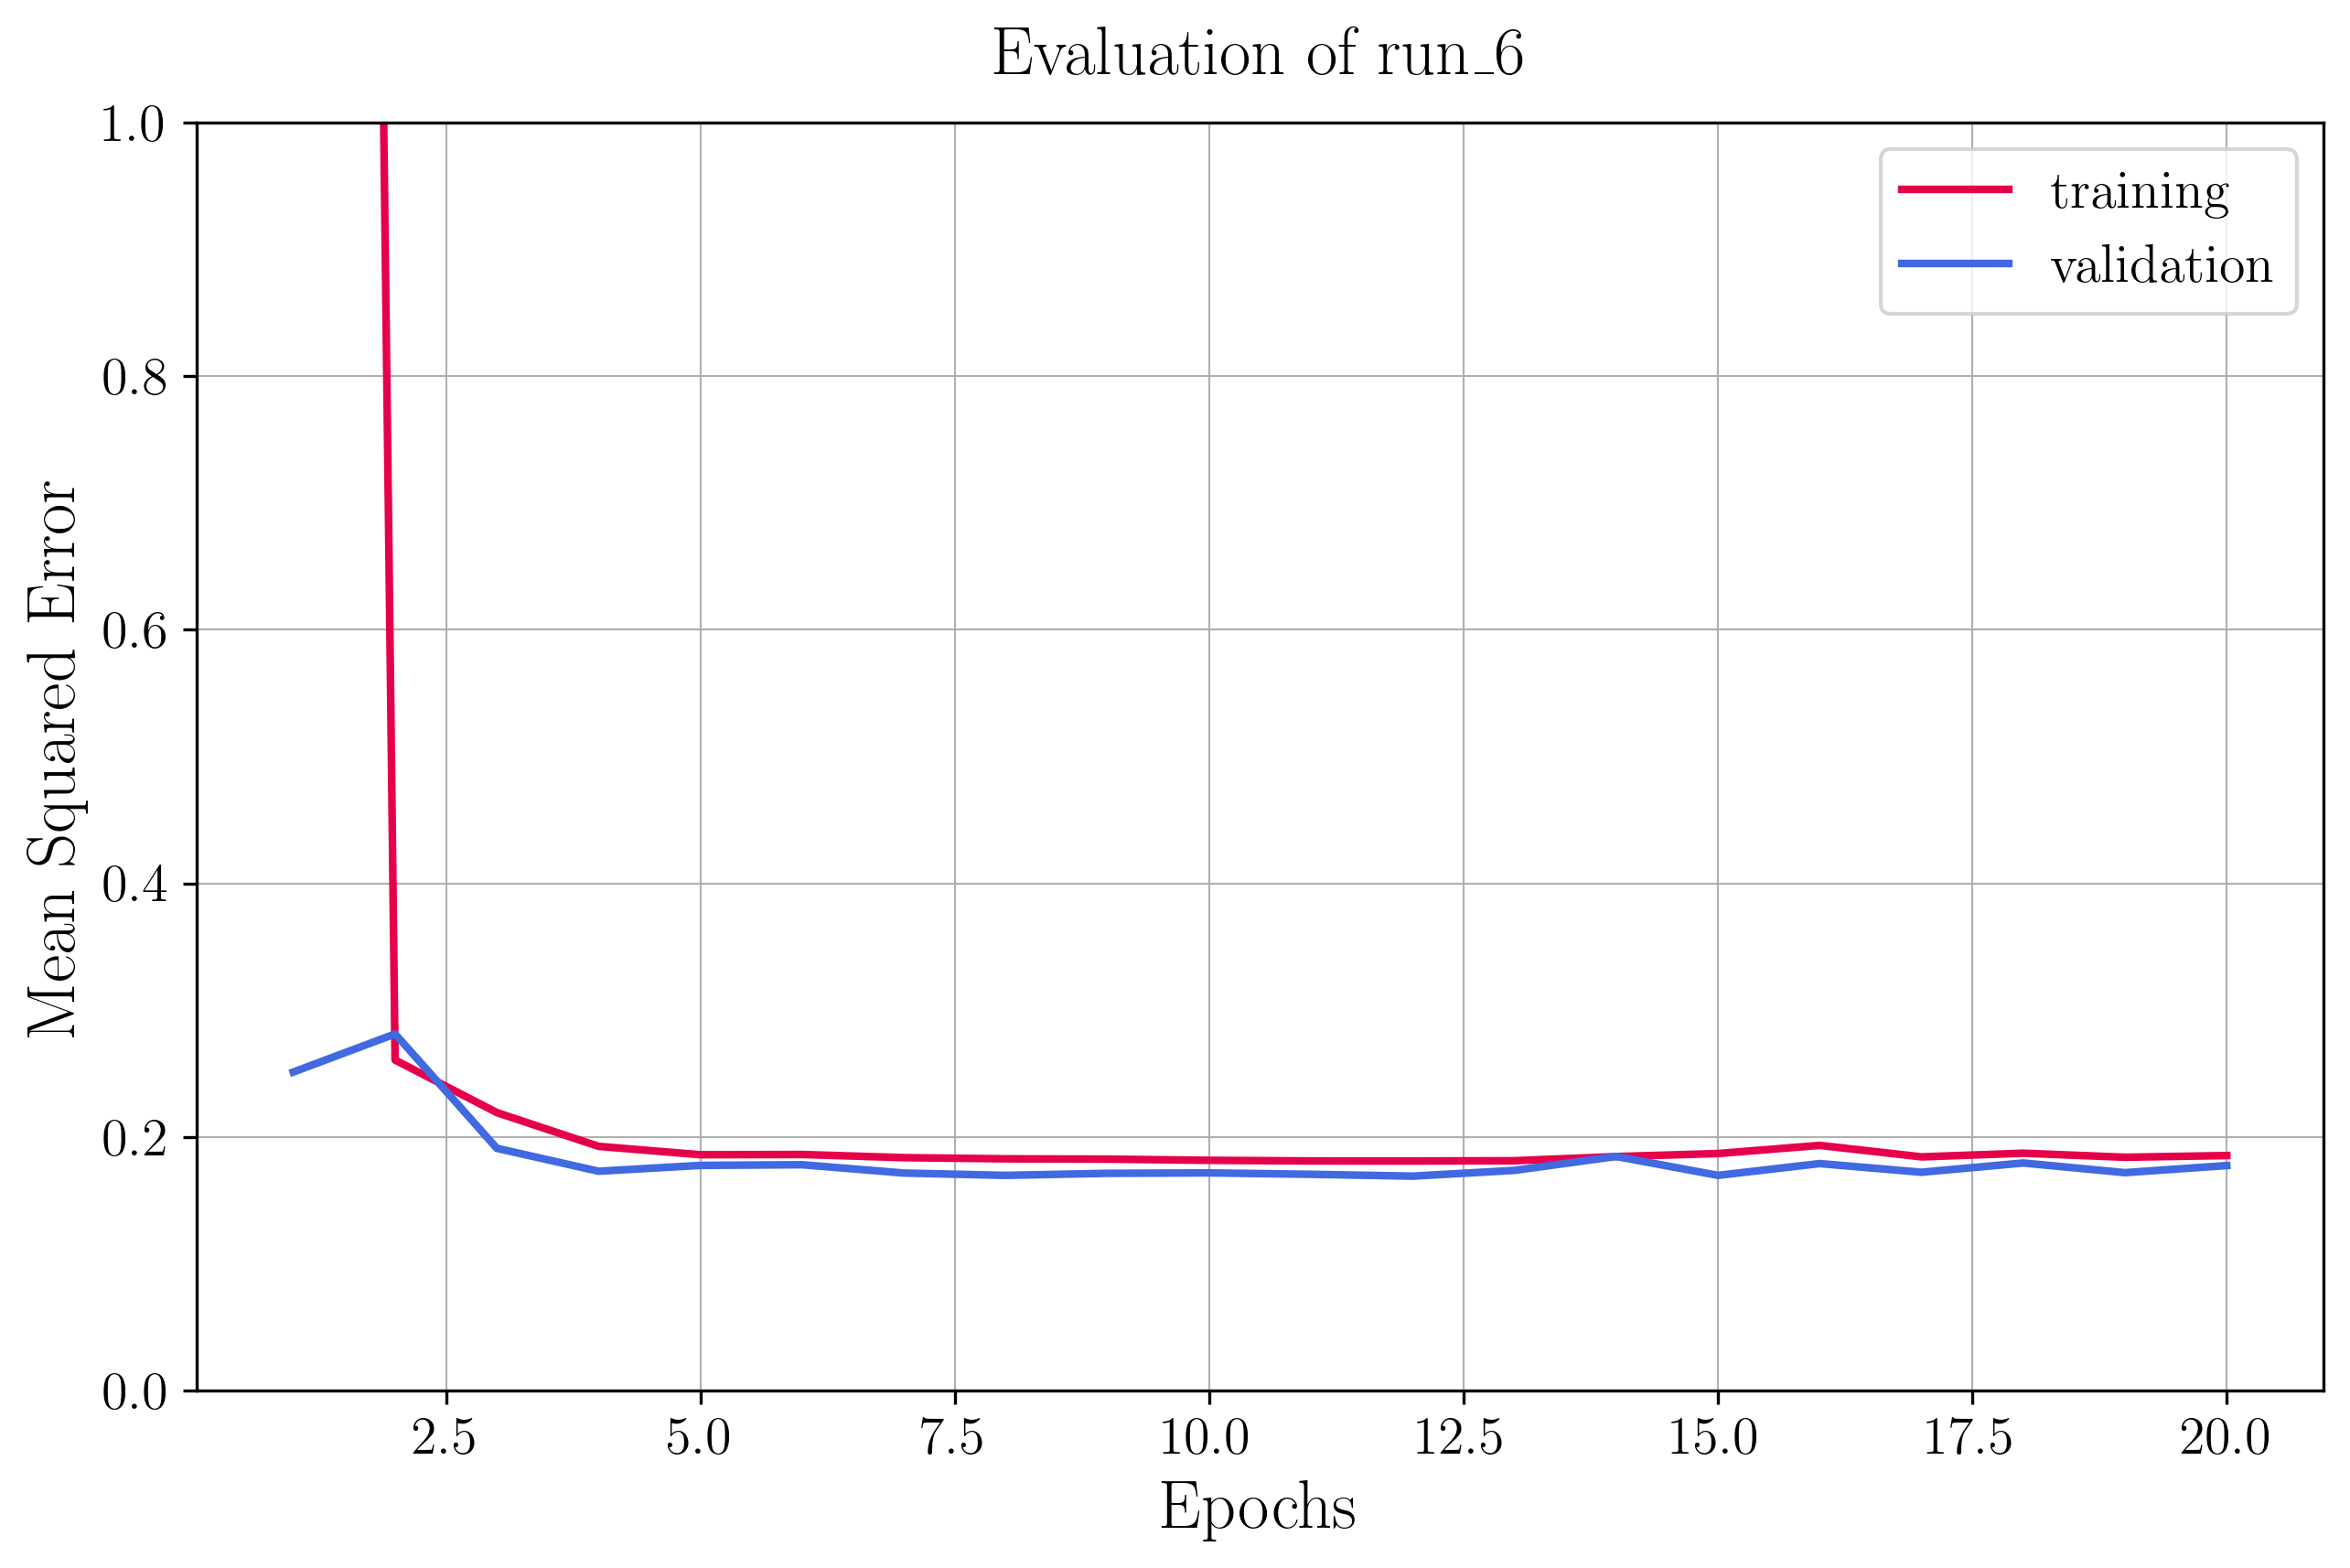 Evaluation of run_6
1.0
0.8
0.6
0.4
0.2
0.0
Mean Squared Error
training
validation
2.5 5.0 7.5 10.0 12.5 15.0 17.5 20.0
Epochs